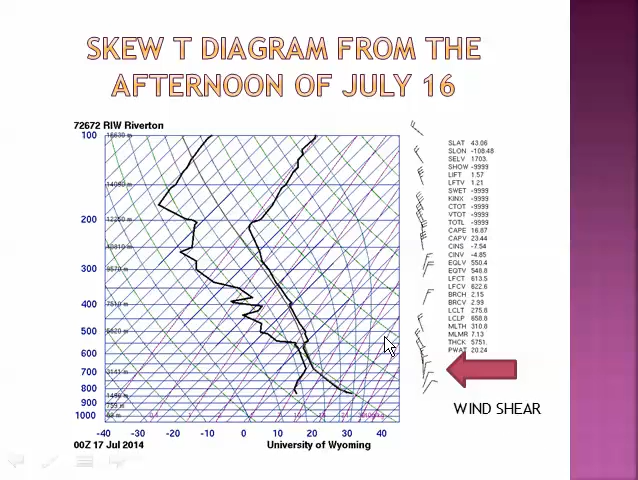 SKEW T DIAGRAM FROM THE
AFTERNOON OF JULY 16
72672 RIW Riverton
100
16630 m
SLAT 43.06
SLON -108.48
SELV 1703.
SHOW -9999
LIFT 1.57
LFTV 1.21
SWET -9999
KINX -9999
CTOT -9999
VTOT -9999
TOTL -9999
CAPE 16.87
CAPV 23.44
CINS -7.54
CINV -4.85
EQLV 550.4
EQTV 548.8
LFCT 613.5
LFCV 622.6
BRCH 2.15
BRCV 2.99
LCLT 275.8
LCLP 658.8
MLTH 310.8
MLMR 7.13
THCK 5751.
PWAT 20.24
200
300
400
500
600
700
800
900
1000
-40 -30 -20 -10 0 10 20 30 40
00Z 17 Jul 2014
University of Wyoming
WIND SHEAR